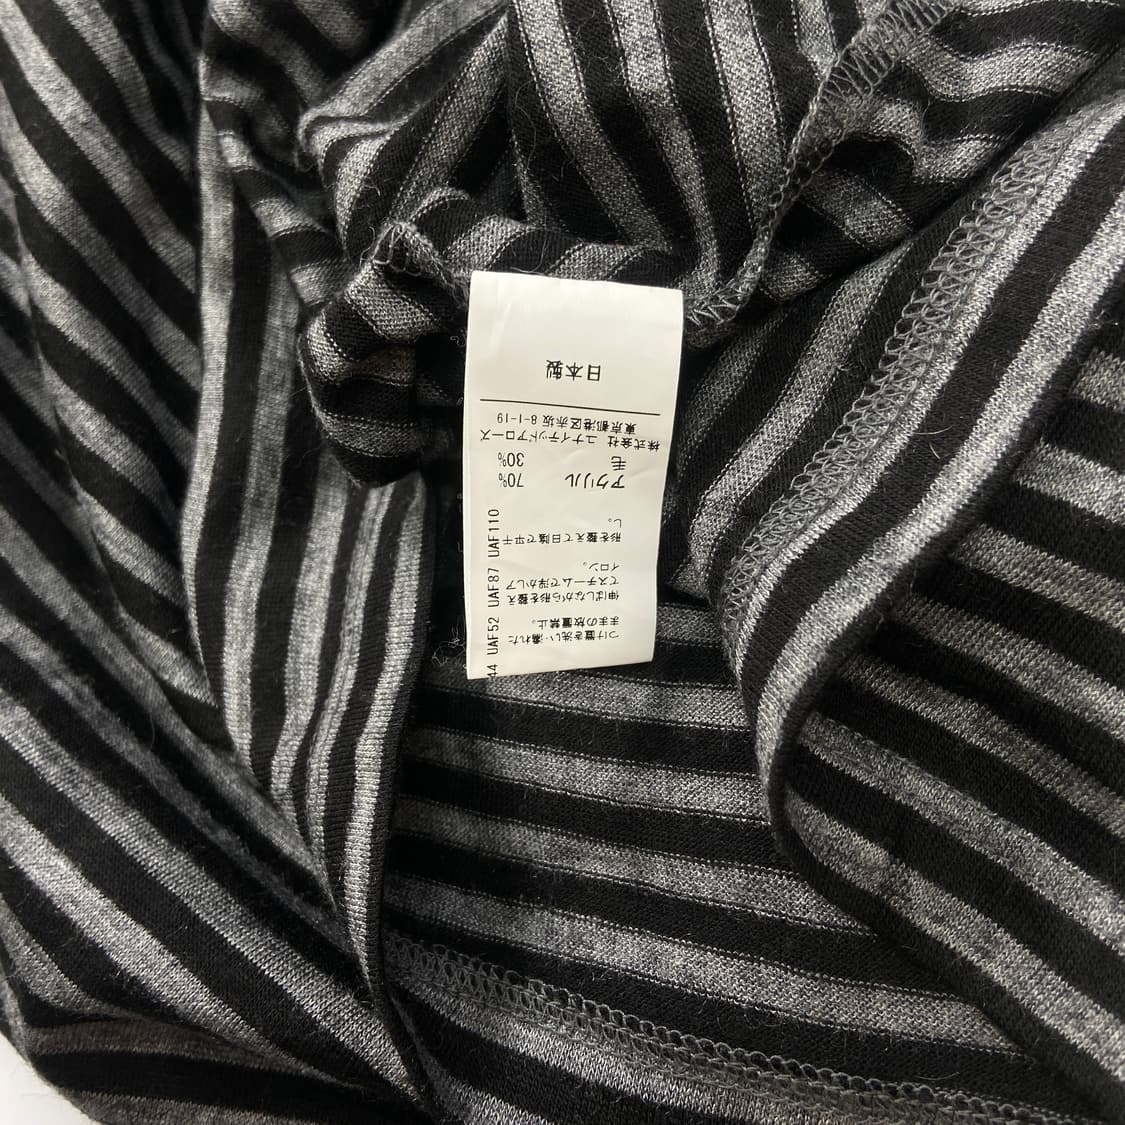 つけ置き洗い・濡れた
ままの放置禁止。
伸ばしながら形を整え
てスチームで浮かしア
イロン。
形を整えて日陰で平干
し。
アクリル 70%
毛 30%
株式会社 ユナイテッドアローズ
東京都港区赤坂 8-1-19
日本製
44 UAF52 UAF87 UAF110